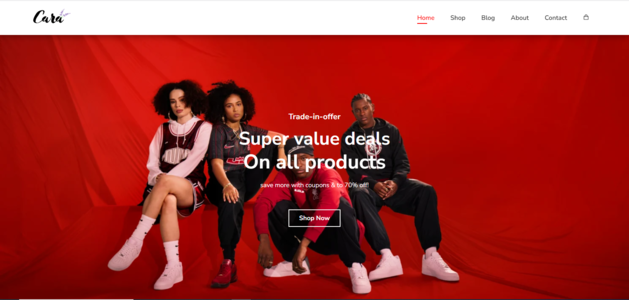 Cara
Home Shop Blog About Contact
Trade-in-offer
Super value deals
On all products
save more with coupons & to 70% off!
Shop Now